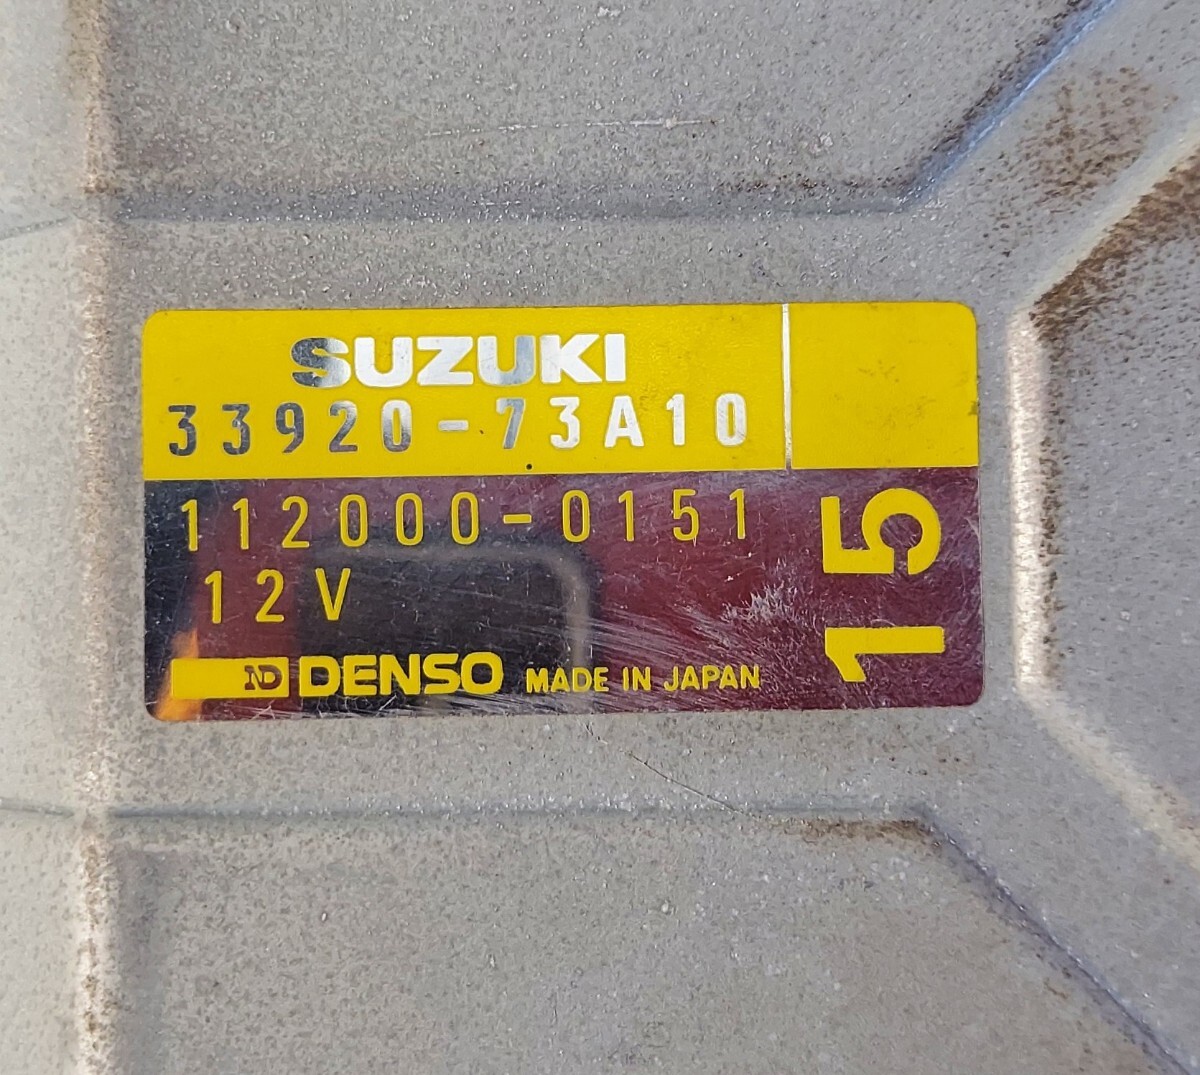 SUZUKI
33920-73A10
112000-0151
12V
15
ND DENSO MADE IN JAPAN